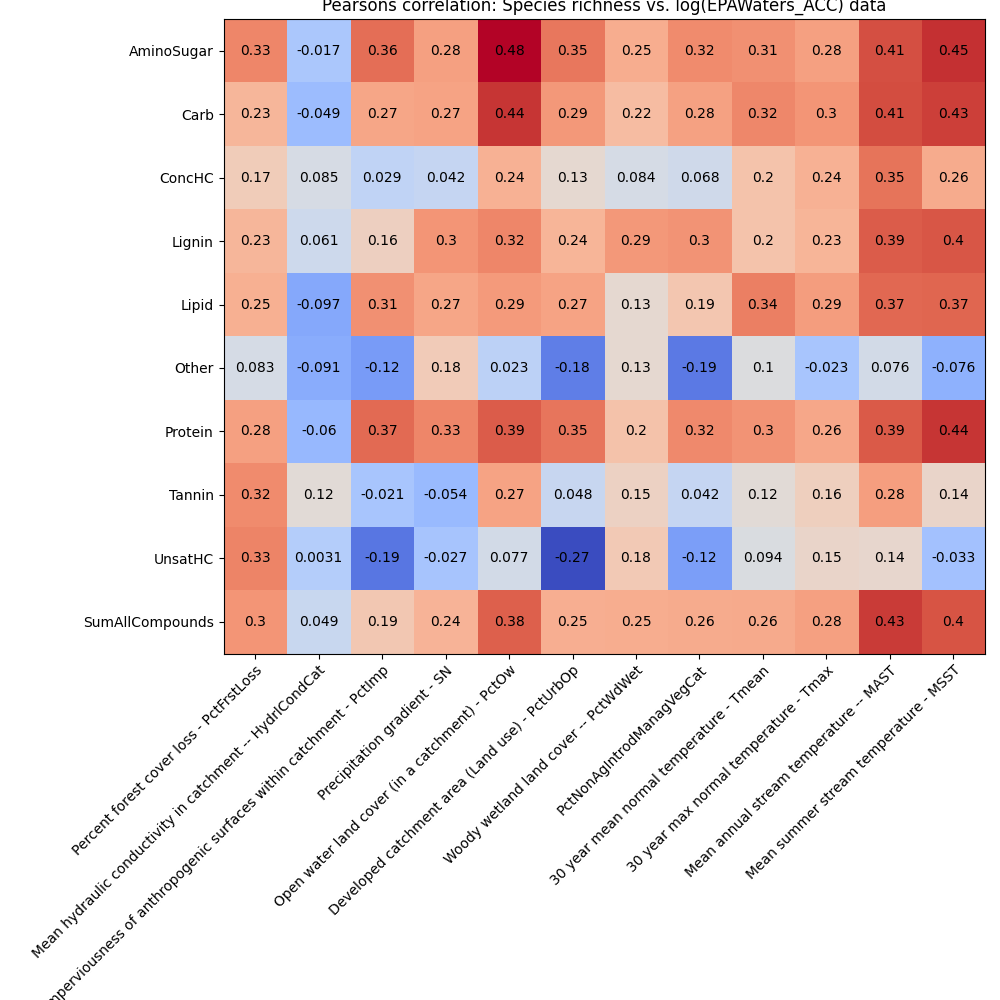 Pearsons correlation: Species richness vs. log(EPAWaters_ACC) data
AminoSugar 0.33 -0.017 0.36 0.28 0.48 0.35 0.25 0.32 0.31 0.28 0.41 0.45
Carb 0.23 -0.049 0.27 0.27 0.44 0.29 0.22 0.28 0.32 0.3 0.41 0.43
ConcHC 0.17 0.085 0.029 0.042 0.24 0.13 0.084 0.068 0.2 0.24 0.35 0.26
Lignin 0.23 0.061 0.16 0.3 0.32 0.24 0.29 0.3 0.2 0.23 0.39 0.4
Lipid 0.25 -0.097 0.31 0.27 0.29 0.27 0.13 0.19 0.34 0.29 0.37 0.37
Other 0.083 -0.091 -0.12 0.18 0.023 -0.18 0.13 -0.19 0.1 -0.023 0.076 -0.076
Protein 0.28 -0.06 0.37 0.33 0.39 0.35 0.2 0.32 0.3 0.26 0.39 0.44
Tannin 0.32 0.12 -0.021 -0.054 0.27 0.048 0.15 0.042 0.12 0.16 0.28 0.14
UnsatHC 0.33 0.0031 -0.19 -0.027 0.077 -0.27 0.18 -0.12 0.094 0.15 0.14 -0.033
SumAllCompounds 0.3 0.049 0.19 0.24 0.38 0.25 0.25 0.26 0.26 0.28 0.43 0.4
Percent forest cover loss - PctFrstLoss
Mean hydraulic conductivity in catchment -- HydrlCondCat
of anthropogenic surfaces within catchment - PctImp
Precipitation gradient - SN
Open water land cover (in a catchment) - PctOw
Developed catchment area (Land use) - PctUrbOp
Woody wetland land cover -- PctWdWet
PctNonAgIntrodManagVegCat
30 year mean normal temperature - Tmean
30 year max normal temperature - Tmax
Mean annual stream temperature -- MAST
Mean summer stream temperature - MSST